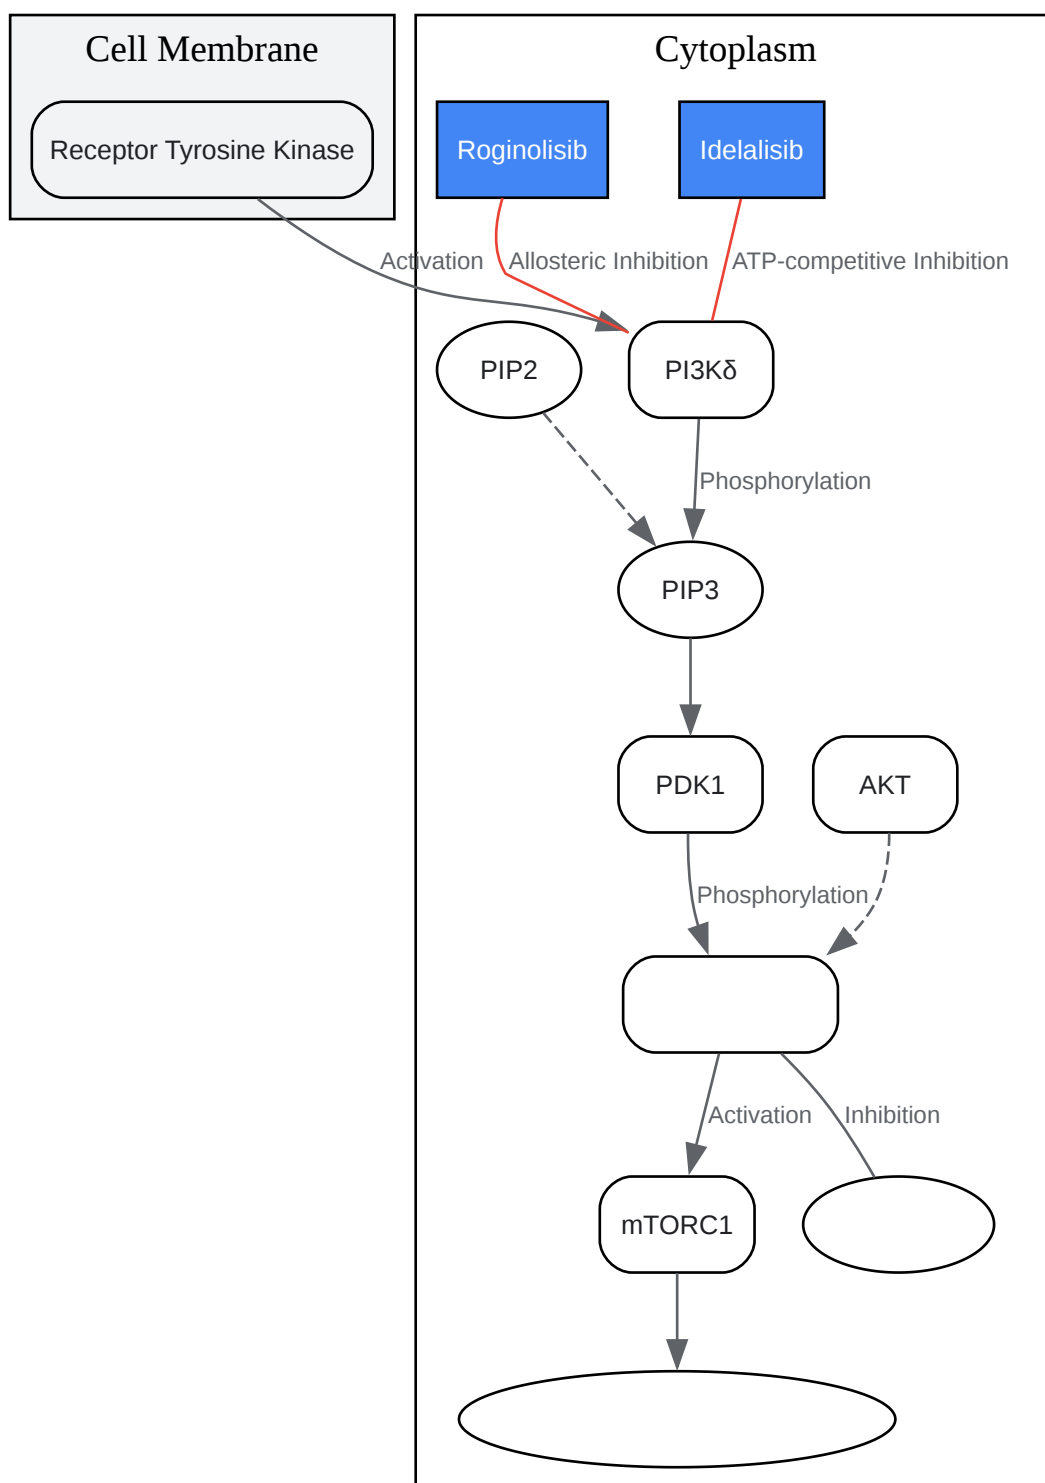 Cell Membrane
Cytoplasm
Receptor Tyrosine Kinase
Roginolisib
Idelalisib
Activation
Allosteric Inhibition
ATP-competitive Inhibition
PIP2
PI3Kδ
Phosphorylation
PIP3
PDK1
AKT
Phosphorylation
Activation
Inhibition
mTORC1